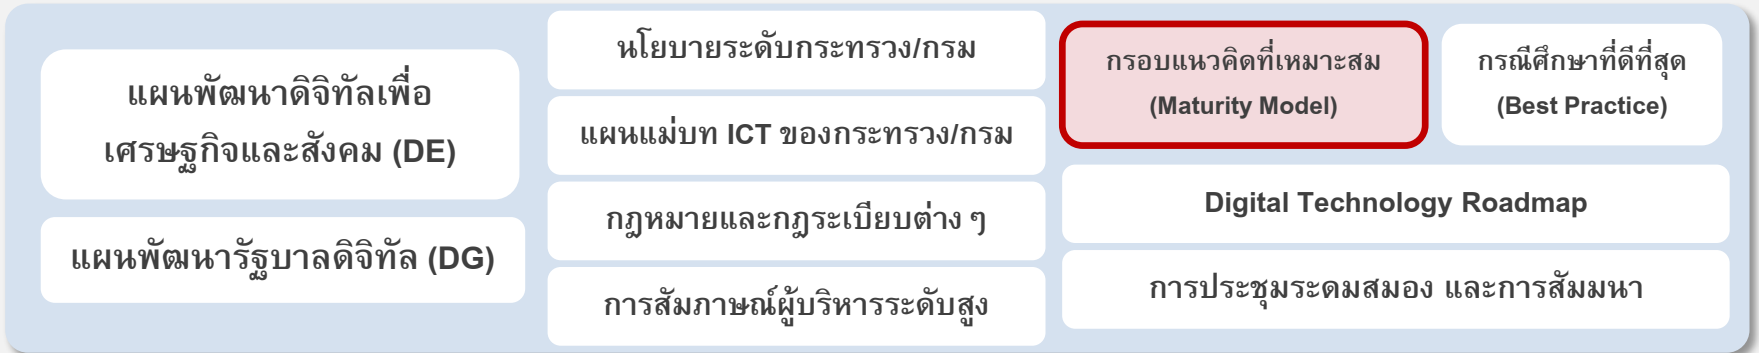 แผนพัฒนาดิจิทัลเพื่อ
เศรษฐกิจและสังคม (DE)
แผนพัฒนารัฐบาลดิจิทัล (DG)
นโยบายระดับกระทรวง/กรม
แผนแม่บท ICT ของกระทรวง/กรม
กฎหมายและกฎระเบียบต่าง ๆ
การสัมภาษณ์ผู้บริหารระดับสูง
กรอบแนวคิดที่เหมาะสม
(Maturity Model)
กรณีศึกษาที่ดีที่สุด
(Best Practice)
Digital Technology Roadmap
การประชุมระดมสมอง และการสัมมนา